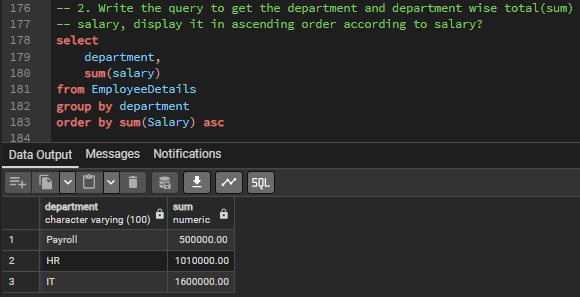 176 -- 2. Write the query to get the department and department wise total(sum)
177 -- salary, display it in ascending order according to salary?
178 select
179 department,
180 sum(salary)
181 from EmployeeDetails
182 group by department
183 order by sum(Salary) asc
184
Data Output Messages Notifications
SQL
department sum
character varying (100) numeric
1 Payroll 500000.00
2 HR 1010000.00
3 IT 1600000.00